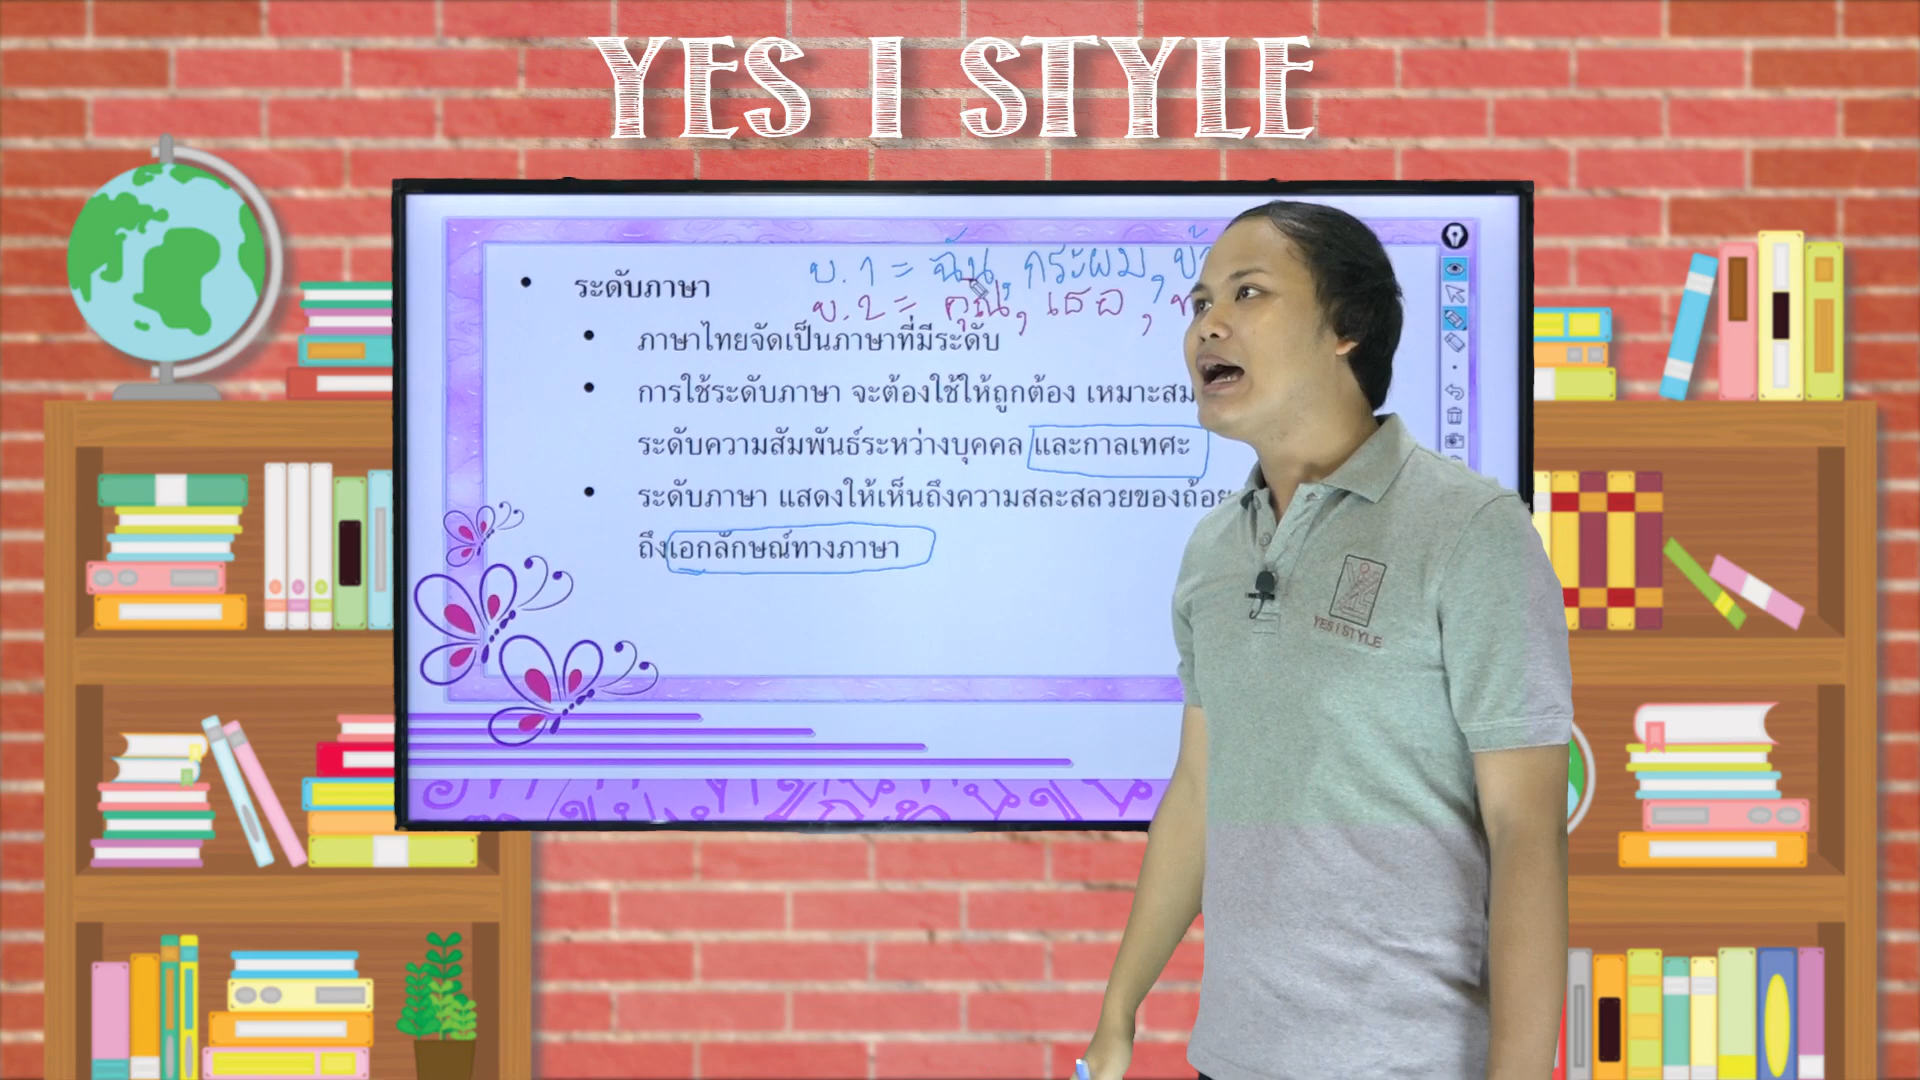 YES I STYLE
บ.1 = ฉัน, กระผม,
• ระดับภาษา
บ.2 = คุณ, เธอ,
• ภาษาไทยจัดเป็นภาษาที่มีระดับ
• การใช้ระดับภาษา จะต้องใช้ให้ถูกต้อง เหมาะสม
ระดับความสัมพันธ์ระหว่างบุคคล และกาลเทศะ
• ระดับภาษา แสดงให้เห็นถึงความสละสลวยของถ้อย
ถึงเอกลักษณ์ทางภาษา
YES I STYLE